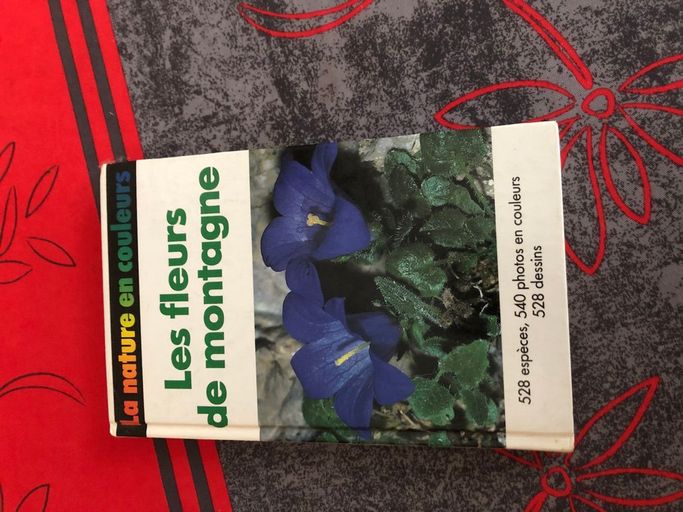 La nature en couleurs
Les fleurs
de montagne
528 espèces, 540 photos en couleurs
528 dessins